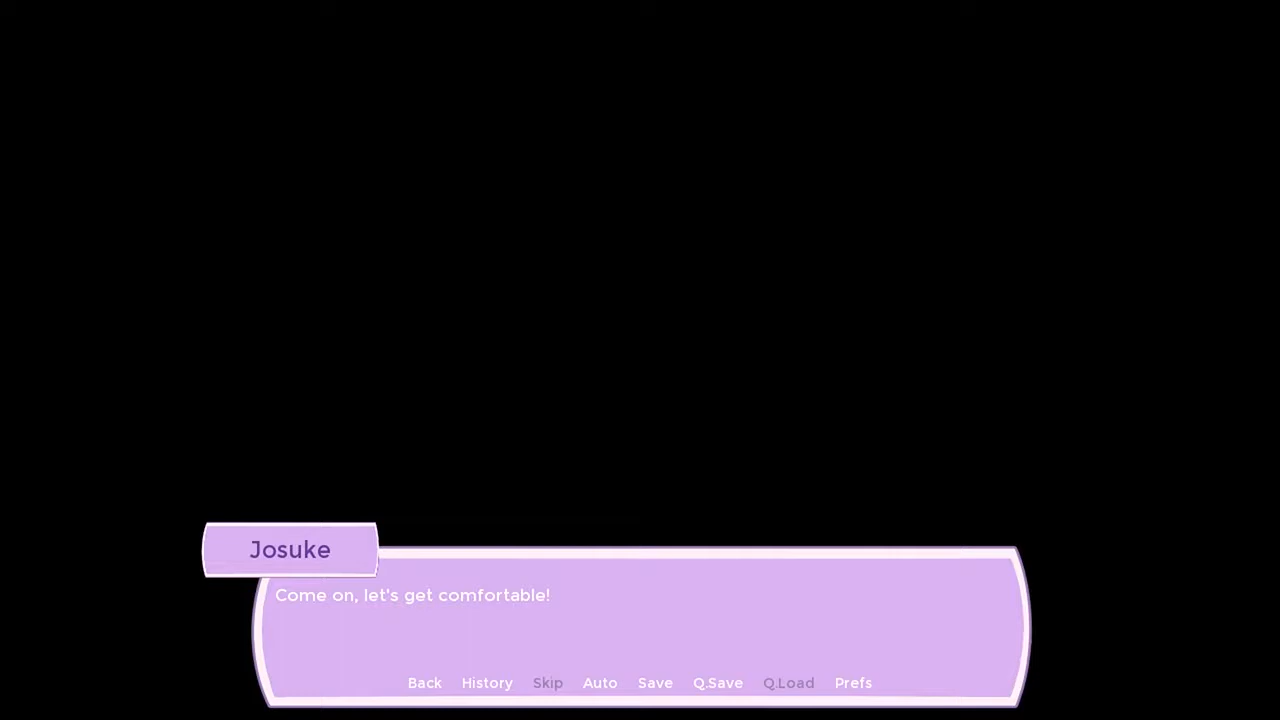 Josuke
Come on, let's get comfortable!
Back History Skip Auto Save Q.Save Q.Load Prefs